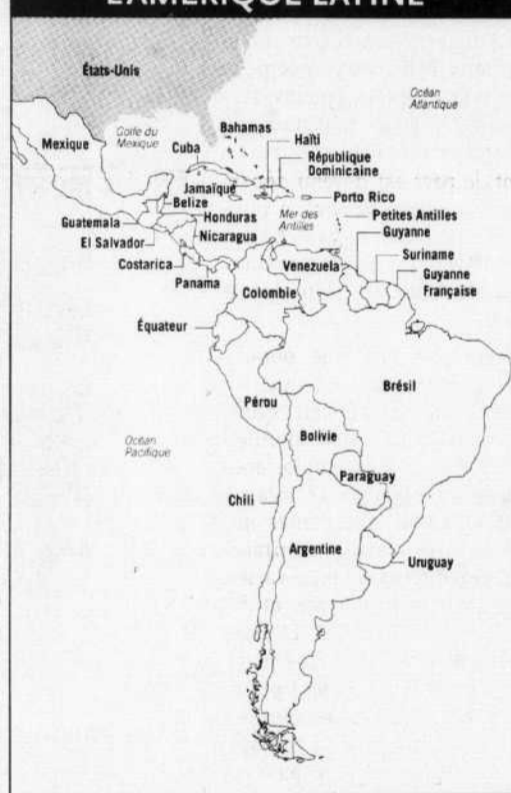 L'AMÉRIQUE LATINE
États-Unis
Océan
Atlantique
Golfe du
Mexique
Bahamas
Mexique
Cuba
Haïti
République
Dominicaine
Jamaïque
Belize
Porto Rico
Mer des
Antilles
Petites Antilles
Guatemala
Honduras
Guyanne
El Salvador
Nicaragua
Suriname
Costarica
Venezuela
Guyanne
Française
Panama
Colombie
Équateur
Brésil
Pérou
Océan
Pacifique
Bolivie
Paraguay
Chili
Argentine
Uruguay